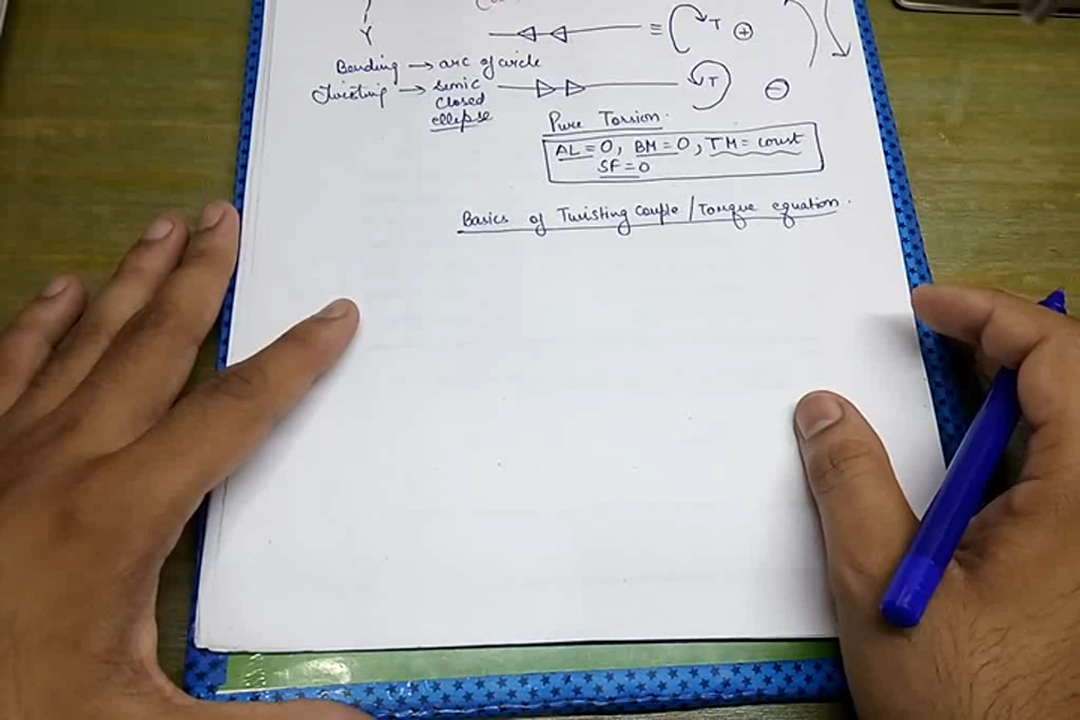 Y
≡ T ⊕
Bending → arc of circle
Twisting → semi closed ellipse
T ⊖
Pure Torsion.
AL = 0, BM = 0, TM = const
SF = 0
Basics of Twisting couple / Torque equation.